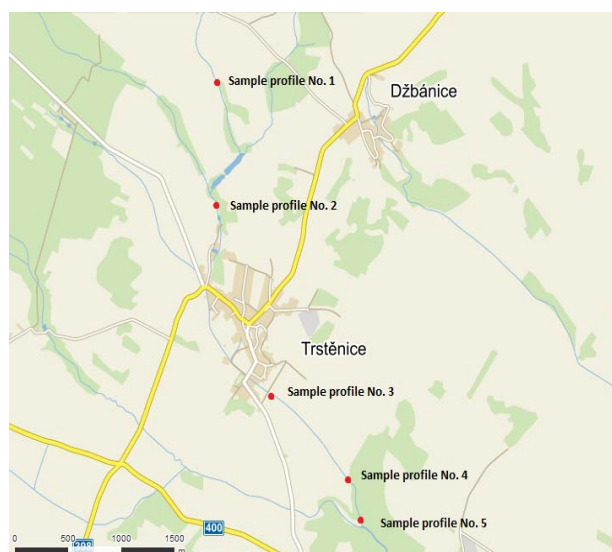 Sample profile No. 1
Džbánice
Sample profile No. 2
Trstěnice
Sample profile No. 3
Sample profile No. 4
Sample profile No. 5
400
0 500 1000 1500
m